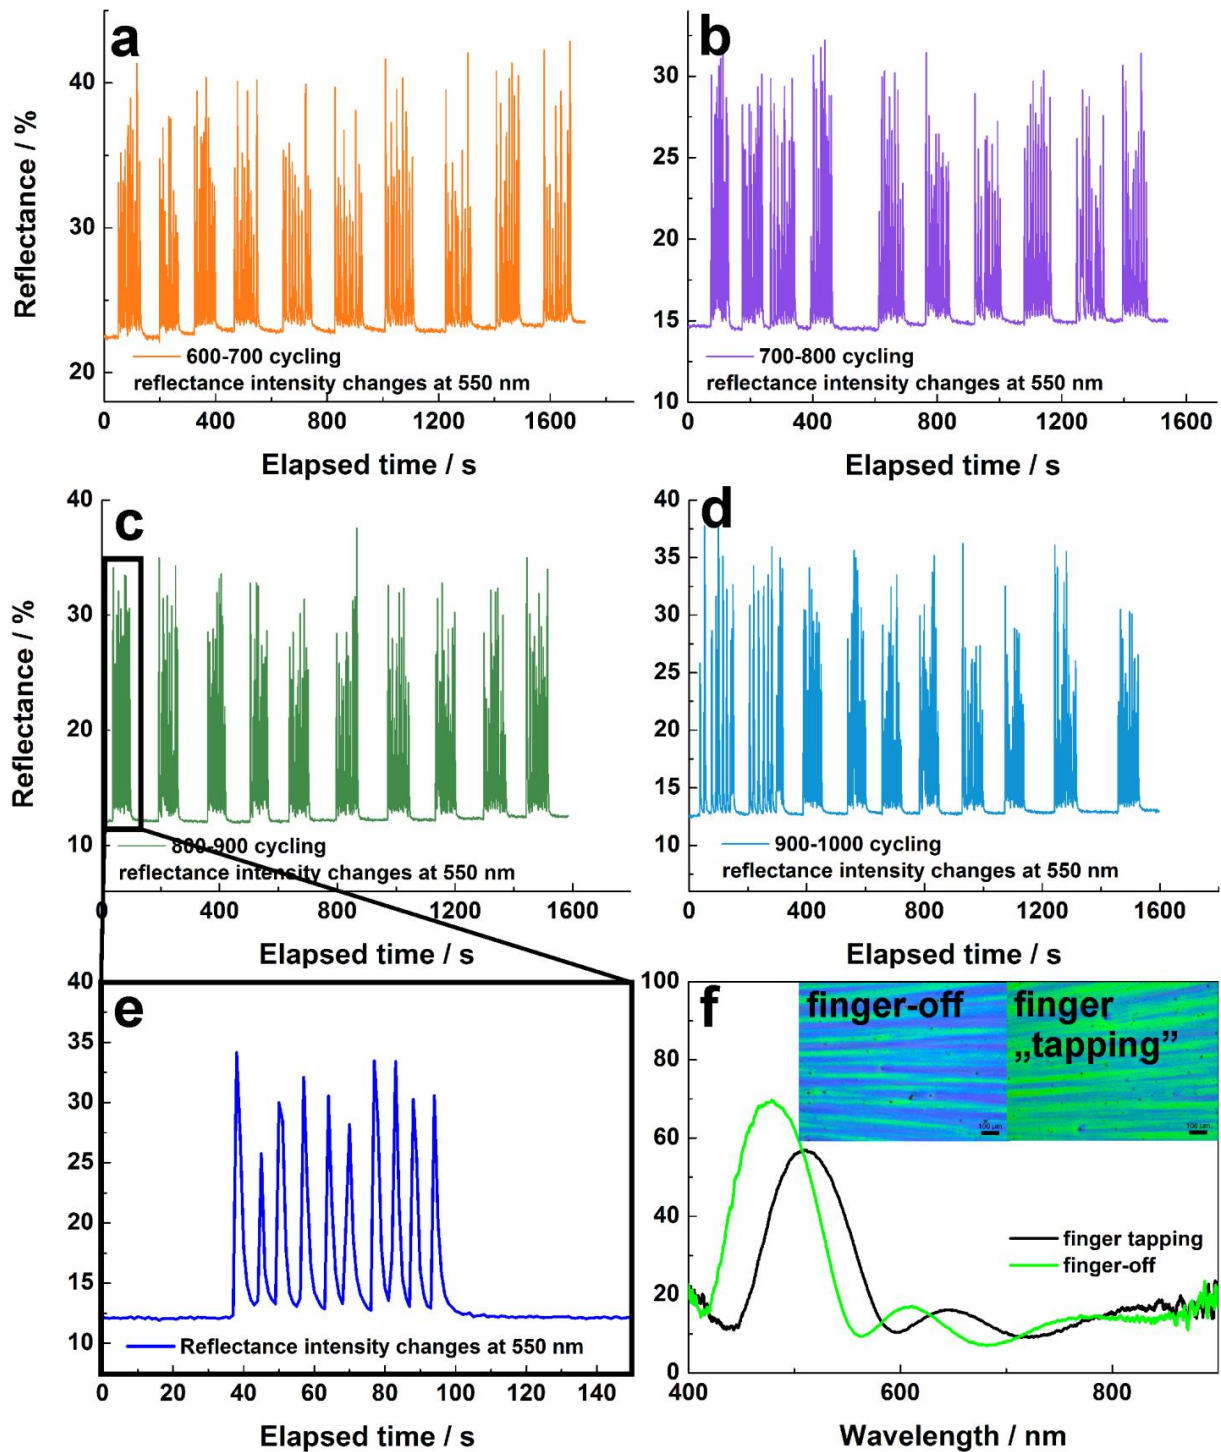 a
40
30
20
Reflectance / %
600-700 cycling
reflectance intensity changes at 550 nm
0 400 800 1200 1600
Elapsed time / s
b
30
25
20
15
10
700-800 cycling
reflectance intensity changes at 550 nm
0 400 800 1200 1600
Elapsed time / s
c
40
30
20
10
Reflectance / %
800-900 cycling
reflectance intensity changes at 550 nm
0 400 800 1200 1600
Elapsed time / s
d
40
35
30
25
20
15
10
900-1000 cycling
reflectance intensity changes at 550 nm
0 400 800 1200 1600
Elapsed time / s
e
40
35
30
25
20
15
10
Reflectance intensity changes at 550 nm
0 20 40 60 80 100 120 140
Elapsed time / s
f
100
80
60
40
20
0
finger-off
finger
„tapping”
100 µm
100 µm
finger tapping
finger-off
400 600 800
Wavelength / nm